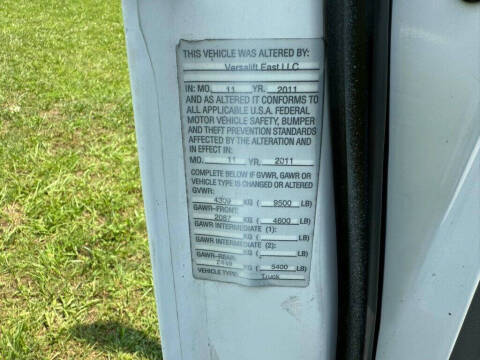 THIS VEHICLE WAS ALTERED BY:
Versalift East LLC
IN: MO. 11 YR. 2011
AND AS ALTERED IT CONFORMS TO
ALL APPLICABLE U.S.A. FEDERAL
MOTOR VEHICLE SAFETY, BUMPER
AND THEFT PREVENTION STANDARDS
AFFECTED BY THE ALTERATION AND
IN EFFECT IN:
MO. 11 YR. 2011
COMPLETE BELOW IF GVWR, GAWR OR
VEHICLE TYPE IS CHANGED OR ALTERED
GVWR:
4309 KG ( 9500 LB)
GAWR-FRONT:
2087 KG ( 4600 LB)
GAWR INTERMEDIATE (1):
KG ( LB)
GAWR INTERMEDIATE (2):
KG ( LB)
GAWR-REAR:
2449 KG ( 5400 LB)
VEHICLE TYPE: Truck